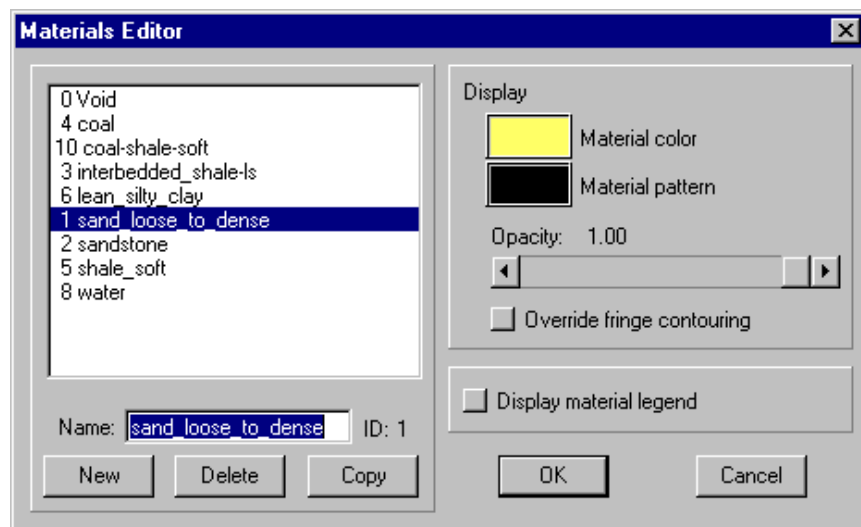 Materials Editor
0 Void
4 coal
10 coal-shale-soft
3 interbedded_shale-ls
6 lean_silty_clay
1 sand_loose_to_dense
2 sandstone
5 shale_soft
8 water
Name: sand_loose_to_dense ID: 1
New Delete Copy
Display
Material color
Material pattern
Opacity: 1.00
Override fringe contouring
Display material legend
OK Cancel